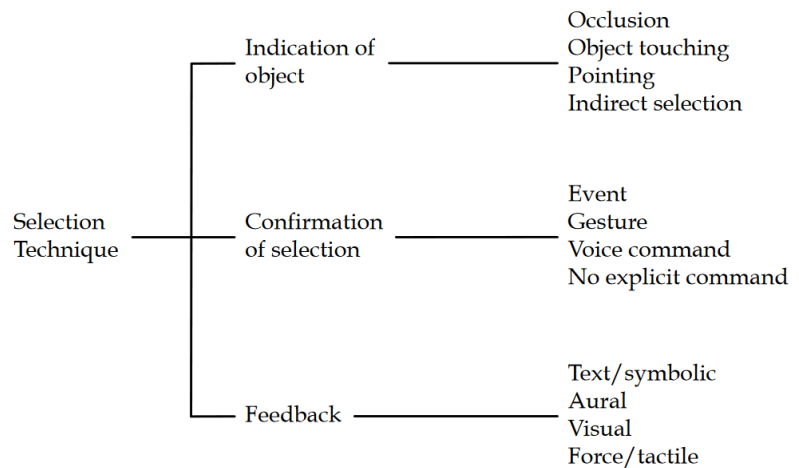 Selection
Technique
Indication of
object
Occlusion
Object touching
Pointing
Indirect selection
Confirmation
of selection
Event
Gesture
Voice command
No explicit command
Feedback
Text/symbolic
Aural
Visual
Force/tactile